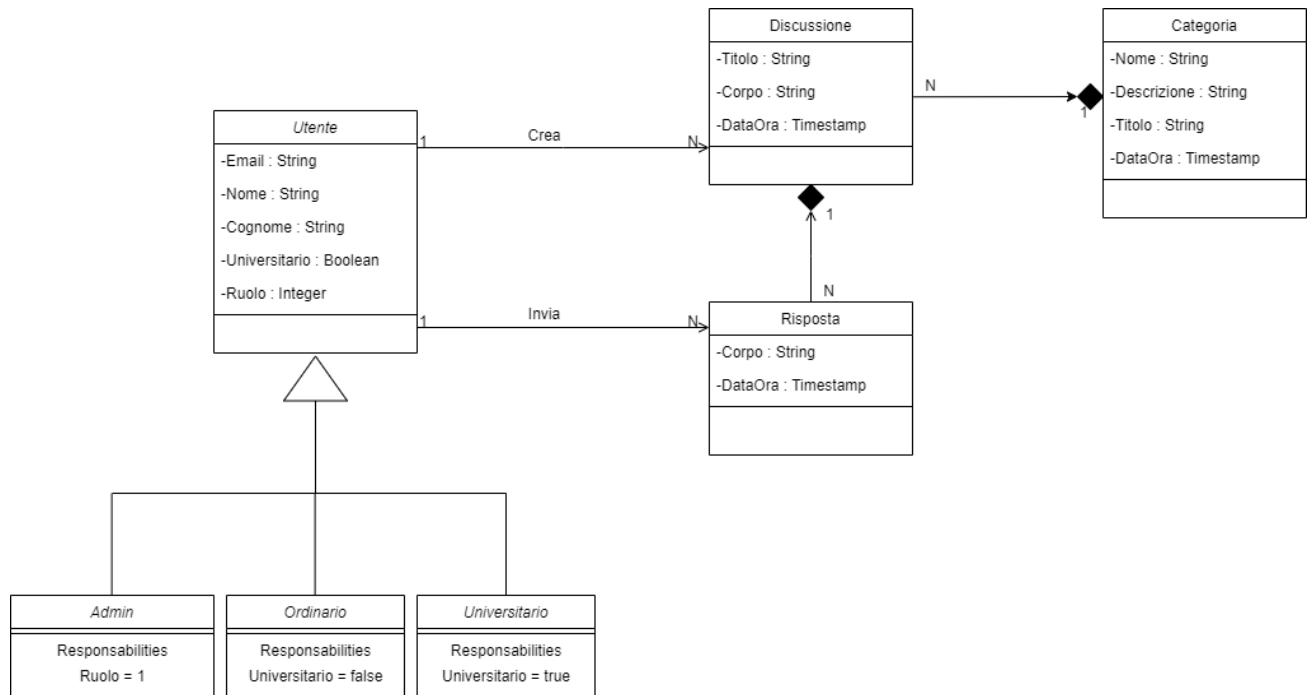 Discussione
-Titolo : String
-Corpo : String
-DataOra : Timestamp
Categoria
-Nome : String
-Descrizione : String
-Titolo : String
-DataOra : Timestamp
N
1
Utente
-Email : String
-Nome : String
-Cognome : String
-Universitario : Boolean
-Ruolo : Integer
1
Crea
N
1
N
1
Invia
N
Risposta
-Corpo : String
-DataOra : Timestamp
Admin
Responsabilities
Ruolo = 1
Ordinario
Responsabilities
Universitario = false
Universitario
Responsabilities
Universitario = true